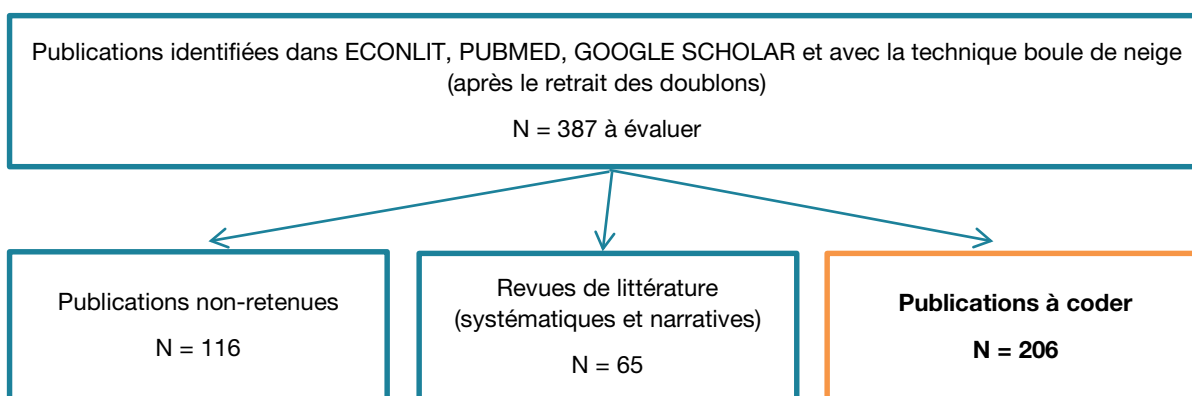 Publications identifiées dans ECONLIT, PUBMED, GOOGLE SCHOLAR et avec la technique boule de neige
(après le retrait des doublons)
N = 387 à évaluer
Publications non-retenues
N = 116
Revues de littérature
(systématiques et narratives)
N = 65
Publications à coder
N = 206